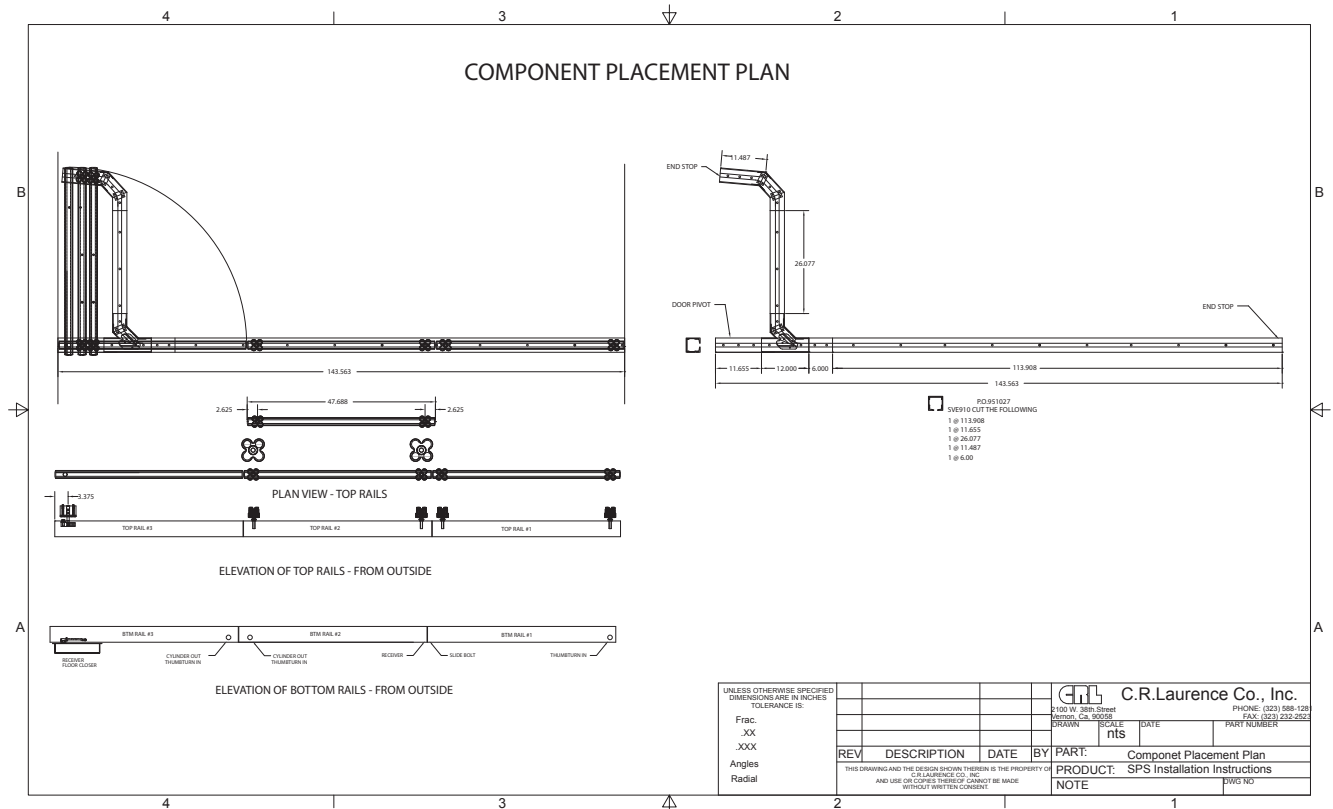 4
3
2
1
COMPONENT PLACEMENT PLAN
B
B
END STOP
11.487
26.077
DOOR PIVOT
END STOP
143.563
11.655
12.000
6.000
113.908
143.563
47.688
2.625
2.625
P.O.951027
SVE910 CUT THE FOLLOWING
1 @ 113.908
1 @ 11.655
1 @ 26.077
1 @ 11.487
1 @ 6.00
PLAN VIEW - TOP RAILS
3.375
TOP RAIL #3
TOP RAIL #2
TOP RAIL #1
ELEVATION OF TOP RAILS - FROM OUTSIDE
A
A
BTM RAIL #3
BTM RAIL #2
BTM RAIL #1
RECEIVER
FLOOR CLOSER
CYLINDER OUT
THUMBTURN IN
CYLINDER OUT
THUMBTURN IN
RECEIVER
SLIDE BOLT
THUMBTURN IN
ELEVATION OF BOTTOM RAILS - FROM OUTSIDE
UNLESS OTHERWISE SPECIFIED
DIMENSIONS ARE IN INCHES
TOLERANCE IS:
Frac.
.XX
.XXX
Angles
Radial
REV DESCRIPTION DATE BY
THIS DRAWING AND THE DESIGN SHOWN THEREIN IS THE PROPERTY OF
C.R.LAURENCE CO., INC
AND USE OR COPIES THEREOF CANNOT BE MADE
WITHOUT WRITTEN CONSENT.
CRL C.R.Laurence Co., Inc.
2100 W. 38th.Street
Vernon, Ca, 90058
PHONE: (323) 588-1281
FAX: (323) 232-2523
DRAWN SCALE DATE PART NUMBER
nts
PART: Componet Placement Plan
PRODUCT: SPS Installation Instructions
NOTE DWG NO
4
3
2
1